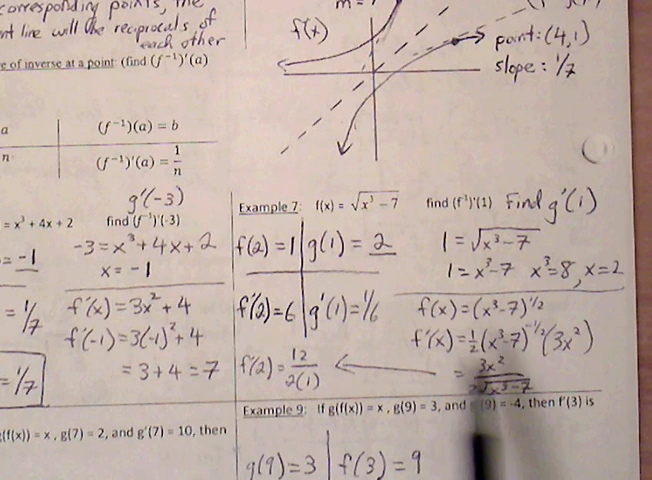 corresponding points, the
nt line will be reciprocals of
each other
e of inverse at a point: (find (f⁻¹)'(a)
a (f⁻¹)(a) = b
n (f⁻¹)'(a) = 1/n
f'(x)
point: (4,1)
slope: 1/7
g'(-3)
= x³ + 4x + 2 find (f⁻¹)'(-3)
= -1 -3 = x³ + 4x + 2
x = -1
= 1/7 f'(x) = 3x² + 4
f'(-1) = 3(-1)² + 4
= 1/7 = 3 + 4 = 7
Example 7: f(x) = √x³ − 7 find (f⁻¹)'(1) Find g'(1)
f(2) = 1 g(1) = 2
f'(2) = 6 g'(1) = 1/6
f'(2) = 12/2(1)
1 = √x³-7
1 = x³-7 x³=8, x=2
f(x) = (x³-7)^1/2
f'(x) = 1/2(x³-7)^-1/2 (3x²)
= 3x²/2√x³-7
(f(x)) = x , g(7) = 2, and g'(7) = 10, then
Example 9: If g(f(x)) = x , g(9) = 3, and g'(9) = -4, then f'(3) is
g(9) = 3 f(3) = 9